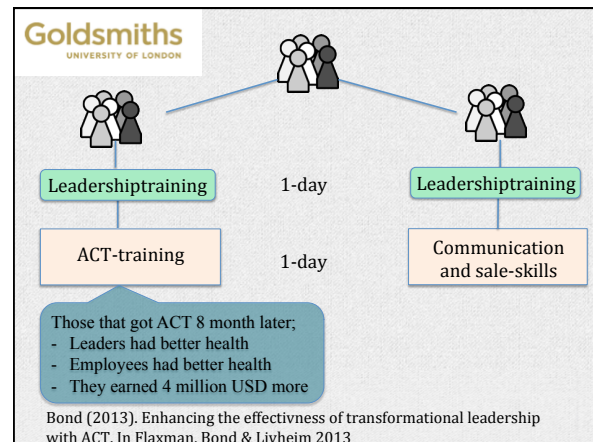 Goldsmiths
UNIVERSITY OF LONDON
Leadershiptraining
1-day
Leadershiptraining
ACT-training
1-day
Communication
and sale-skills
Those that got ACT 8 month later;
- Leaders had better health
- Employees had better health
- They earned 4 million USD more
Bond (2013). Enhancing the effectivness of transformational leadership
with ACT. In Flaxman, Bond & Livheim 2013